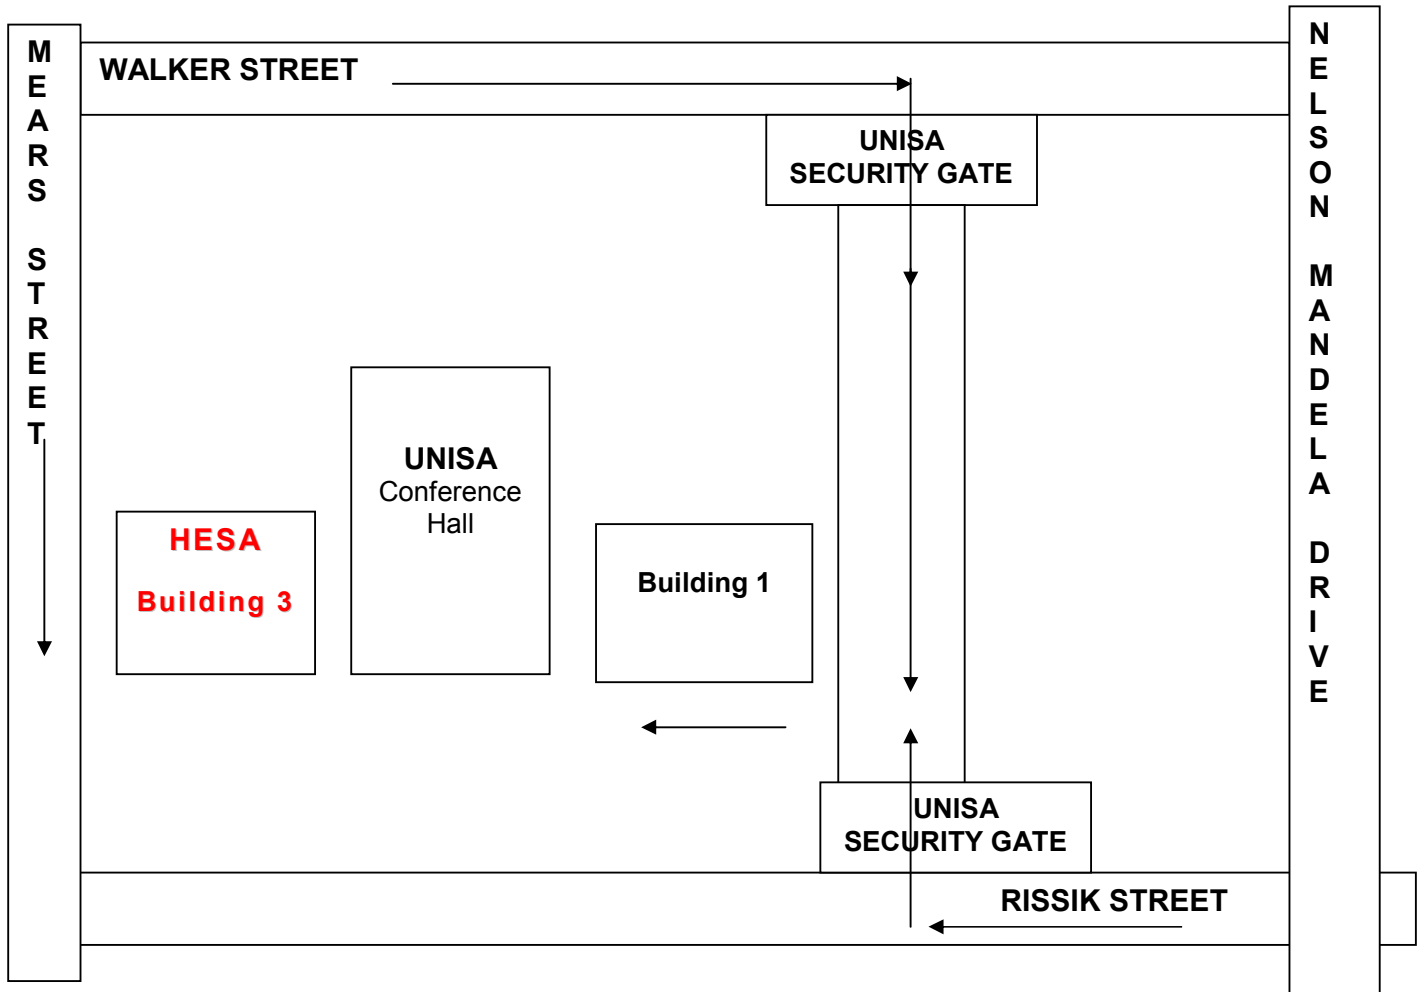 MEARS STREET
WALKER STREET
NELSON MANDELA DRIVE
UNISA
SECURITY GATE
UNISA
Conference
Hall
HESA
Building 3
Building 1
UNISA
SECURITY GATE
RISSIK STREET